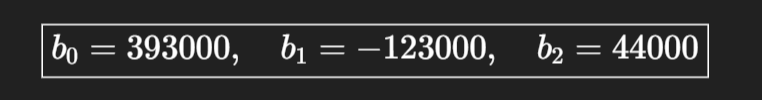 b₀ = 393000, b₁ = −123000, b₂ = 44000